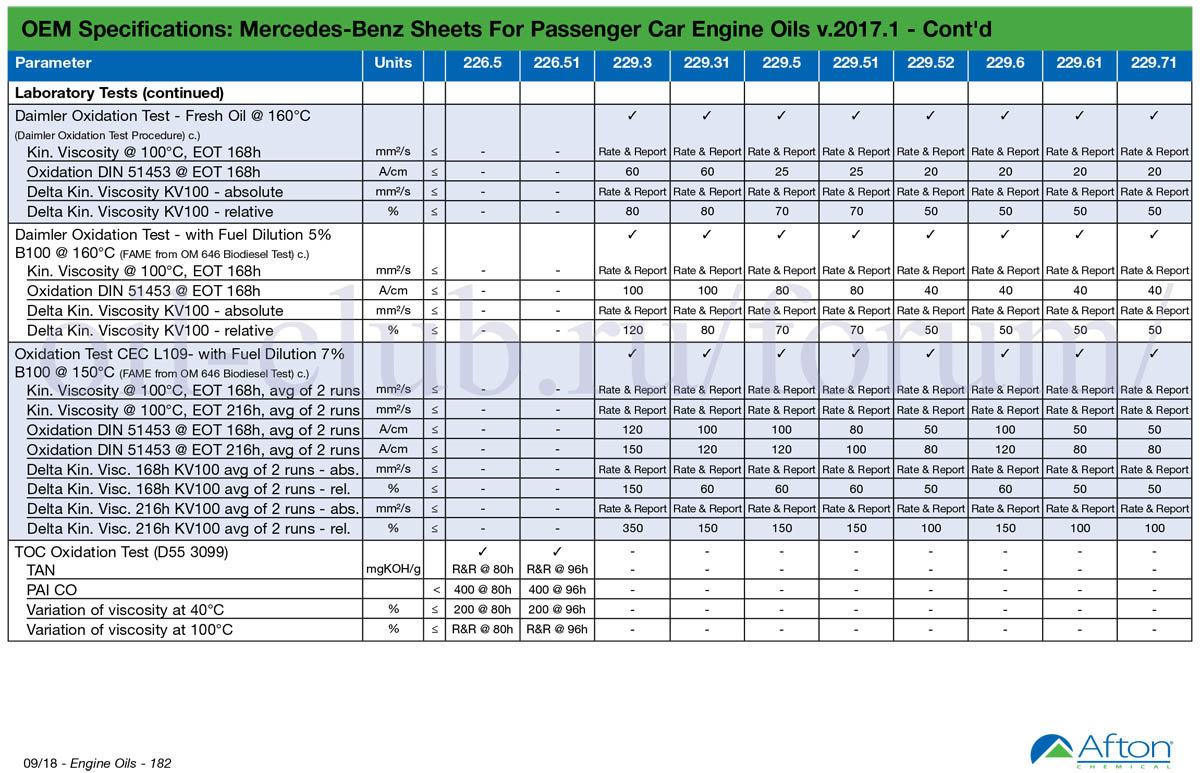 OEM Specifications: Mercedes-Benz Sheets For Passenger Car Engine Oils v.2017.1 - Cont'd
Parameter Units 226.5 226.51 229.3 229.31 229.5 229.51 229.52 229.6 229.61 229.71
Laboratory Tests (continued)
Daimler Oxidation Test - Fresh Oil @ 160°C ✓ ✓ ✓ ✓ ✓ ✓ ✓ ✓
(Daimler Oxidation Test Procedure) c.)
Kin. Viscosity @ 100°C, EOT 168h mm²/s ≤ - - Rate & Report Rate & Report Rate & Report Rate & Report Rate & Report Rate & Report Rate & Report Rate & Report
Oxidation DIN 51453 @ EOT 168h A/cm ≤ - - 60 60 25 25 20 20 20 20
Delta Kin. Viscosity KV100 - absolute mm²/s ≤ - - Rate & Report Rate & Report Rate & Report Rate & Report Rate & Report Rate & Report Rate & Report Rate & Report
Delta Kin. Viscosity KV100 - relative % ≤ - - 80 80 70 70 50 50 50 50
Daimler Oxidation Test - with Fuel Dilution 5% ✓ ✓ ✓ ✓ ✓ ✓ ✓ ✓
B100 @ 160°C (FAME from OM 646 Biodiesel Test) c.)
Kin. Viscosity @ 100°C, EOT 168h mm²/s ≤ - - Rate & Report Rate & Report Rate & Report Rate & Report Rate & Report Rate & Report Rate & Report Rate & Report
Oxidation DIN 51453 @ EOT 168h A/cm ≤ - - 100 100 80 80 40 40 40 40
Delta Kin. Viscosity KV100 - absolute mm²/s ≤ - - Rate & Report Rate & Report Rate & Report Rate & Report Rate & Report Rate & Report Rate & Report Rate & Report
Delta Kin. Viscosity KV100 - relative % ≤ - - 120 80 70 70 50 50 50 50
oil-club.ru/forum/
Oxidation Test CEC L109- with Fuel Dilution 7% ✓ ✓ ✓ ✓ ✓ ✓ ✓ ✓
B100 @ 150°C (FAME from OM 646 Biodiesel Test) c.)
Kin. Viscosity @ 100°C, EOT 168h, avg of 2 runs mm²/s ≤ - - Rate & Report Rate & Report Rate & Report Rate & Report Rate & Report Rate & Report Rate & Report Rate & Report
Kin. Viscosity @ 100°C, EOT 216h, avg of 2 runs mm²/s ≤ - - Rate & Report Rate & Report Rate & Report Rate & Report Rate & Report Rate & Report Rate & Report Rate & Report
Oxidation DIN 51453 @ EOT 168h, avg of 2 runs A/cm ≤ - - 120 100 100 80 50 100 50 50
Oxidation DIN 51453 @ EOT 216h, avg of 2 runs A/cm ≤ - - 150 120 120 100 80 120 80 80
Delta Kin. Visc. 168h KV100 avg of 2 runs - abs. mm²/s ≤ - - Rate & Report Rate & Report Rate & Report Rate & Report Rate & Report Rate & Report Rate & Report Rate & Report
Delta Kin. Visc. 168h KV100 avg of 2 runs - rel. % ≤ - - 150 60 60 60 50 60 50 50
Delta Kin. Visc. 216h KV100 avg of 2 runs - abs. mm²/s ≤ - - Rate & Report Rate & Report Rate & Report Rate & Report Rate & Report Rate & Report Rate & Report Rate & Report
Delta Kin. Visc. 216h KV100 avg of 2 runs - rel. % ≤ - - 350 150 150 150 100 150 100 100
TOC Oxidation Test (D55 3099) ✓ ✓ - - - - - - - -
TAN mgKOH/g R&R @ 80h R&R @ 96h - - - - - - - -
PAI CO < 400 @ 80h 400 @ 96h - - - - - - - -
Variation of viscosity at 40°C % ≤ 200 @ 80h 200 @ 96h - - - - - - - -
Variation of viscosity at 100°C % ≤ R&R @ 80h R&R @ 96h - - - - - - - -
Afton®
CHEMICAL
09/18 - Engine Oils - 182